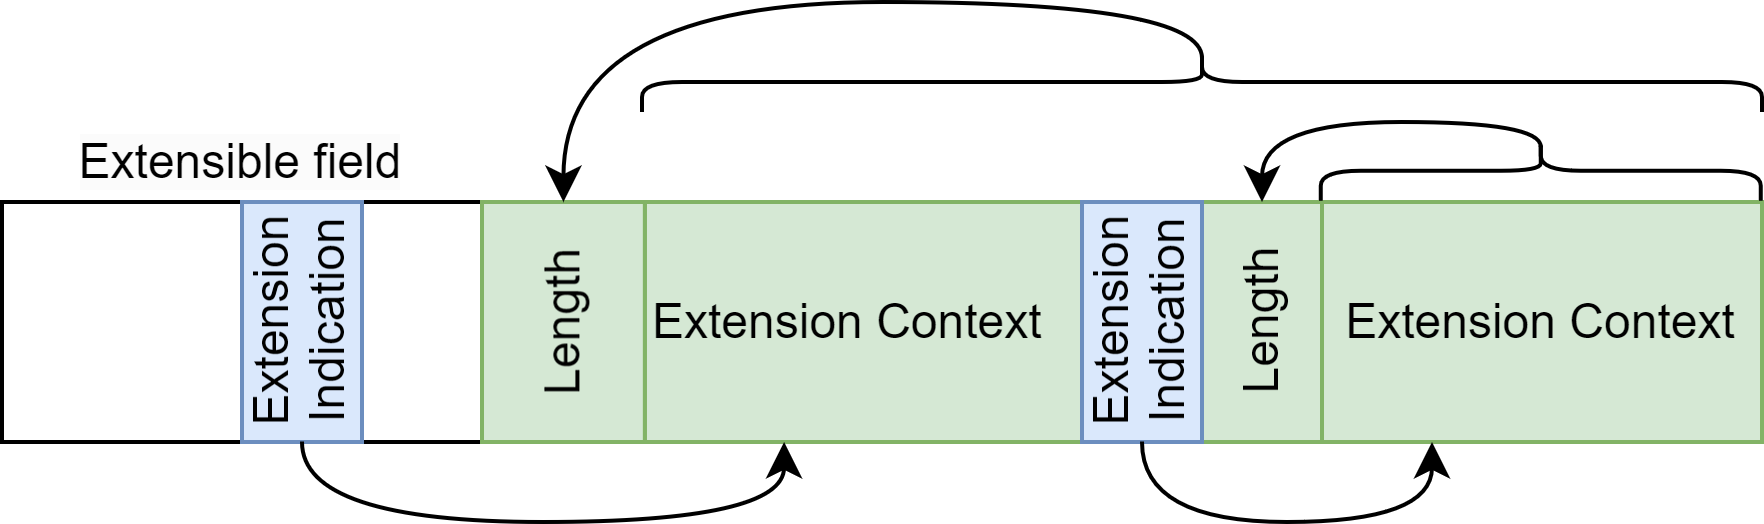 Extensible field
Extension
Indication
Length
Extension Context
Extension
Indication
Length
Extension Context